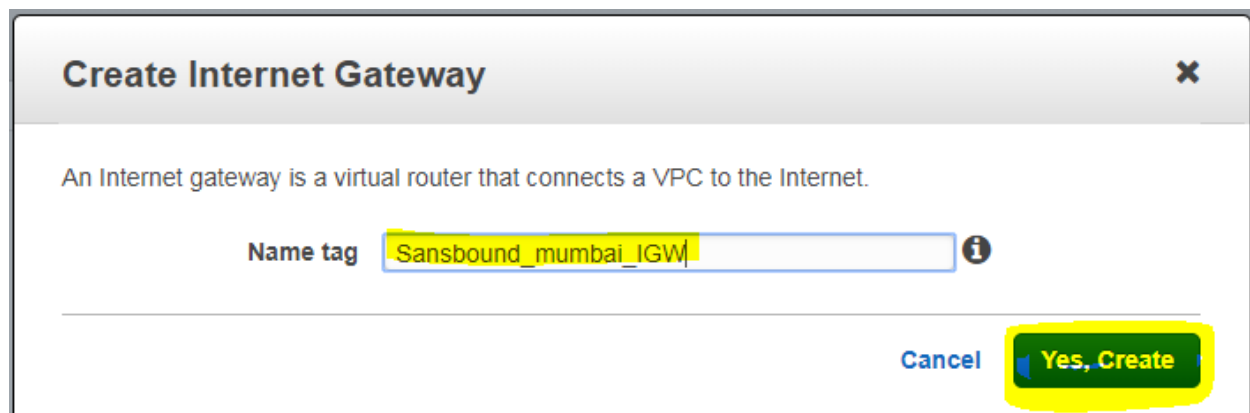 Create Internet Gateway
An Internet gateway is a virtual router that connects a VPC to the Internet.
Name tag Sansbound_mumbai_IGW
Cancel Yes, Create